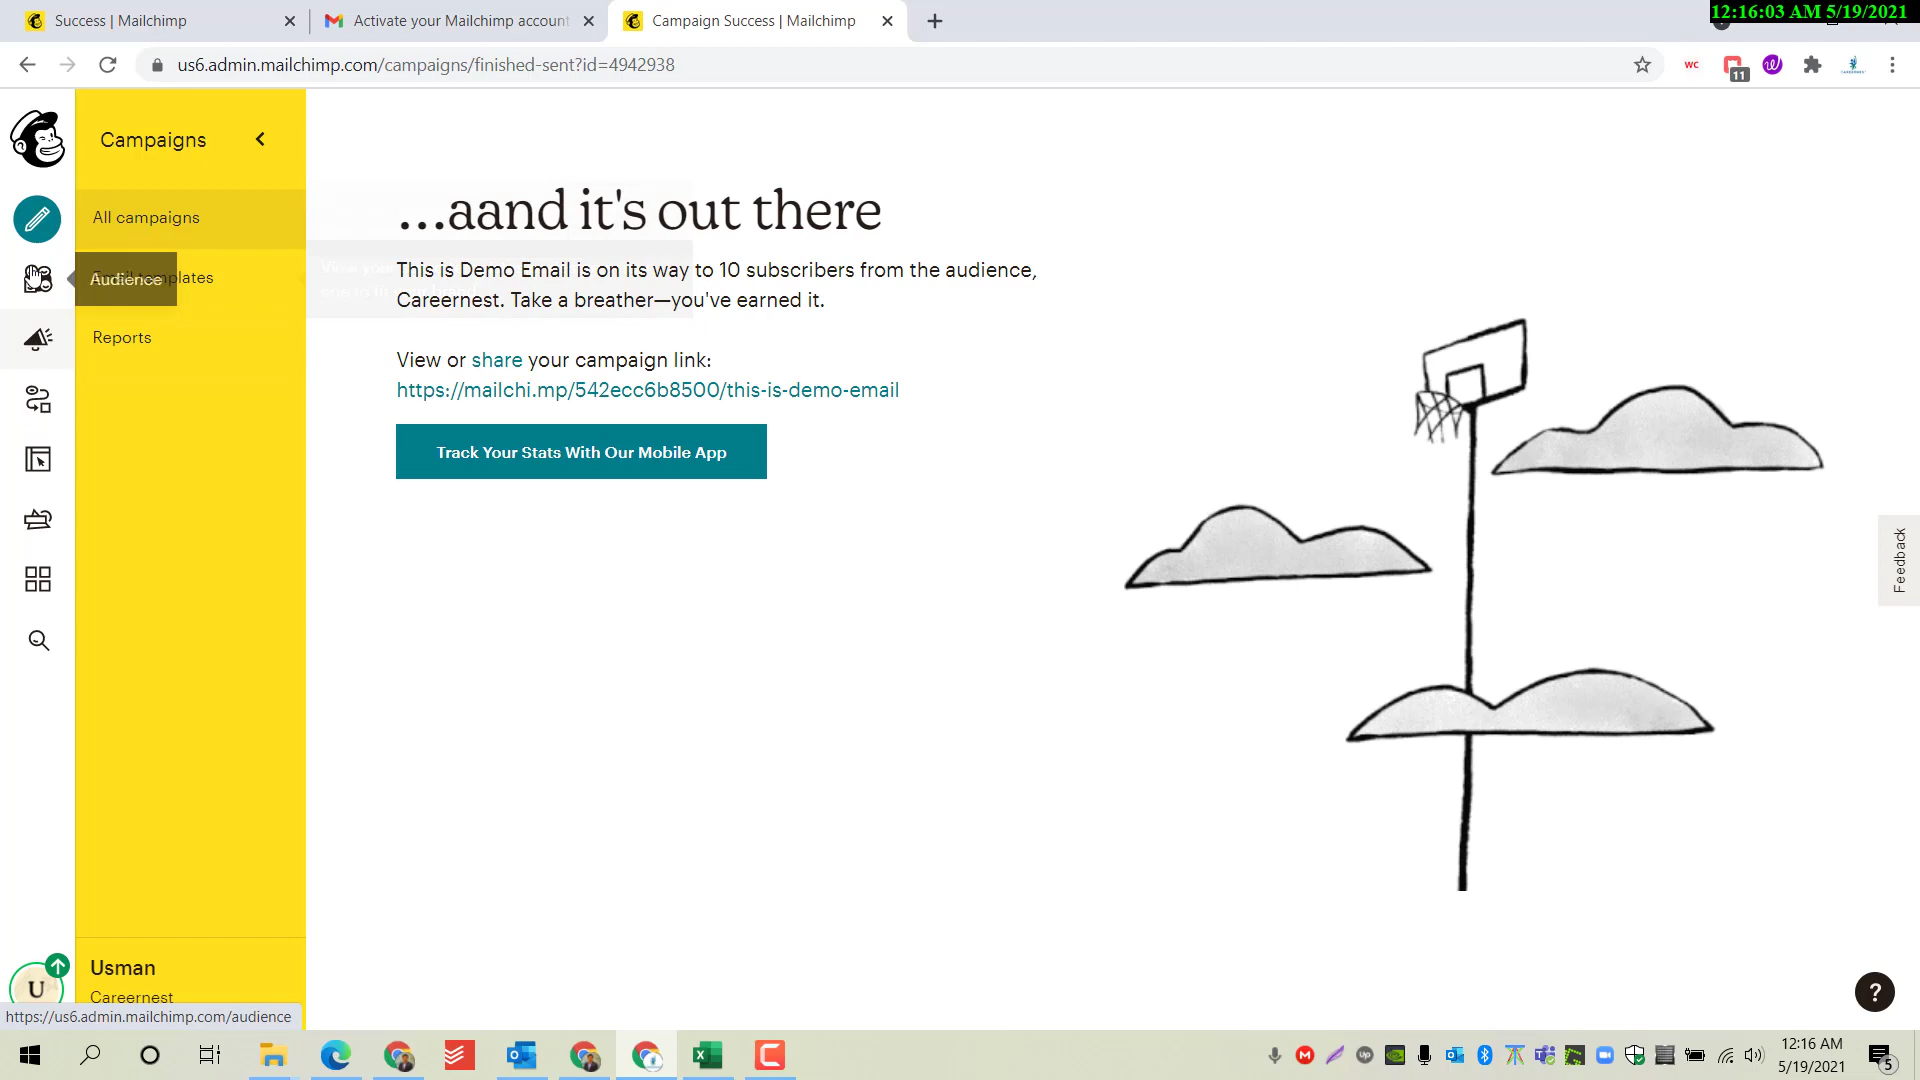 Success | Mailchimp
Activate your Mailchimp account
Campaign Success | Mailchimp
12:16:03 AM 5/19/2021
us6.admin.mailchimp.com/campaigns/finished-sent?id=4942938
WC
11
Campaigns
All campaigns
Audience
templates
Reports
...aand it's out there
This is Demo Email is on its way to 10 subscribers from the audience,
Careernest. Take a breather—you've earned it.
View or share your campaign link:
https://mailchi.mp/542ecc6b8500/this-is-demo-email
Track Your Stats With Our Mobile App
Feedback
U
Usman
Careernest
?
https://us6.admin.mailchimp.com/audience
12:16 AM
5/19/2021
5